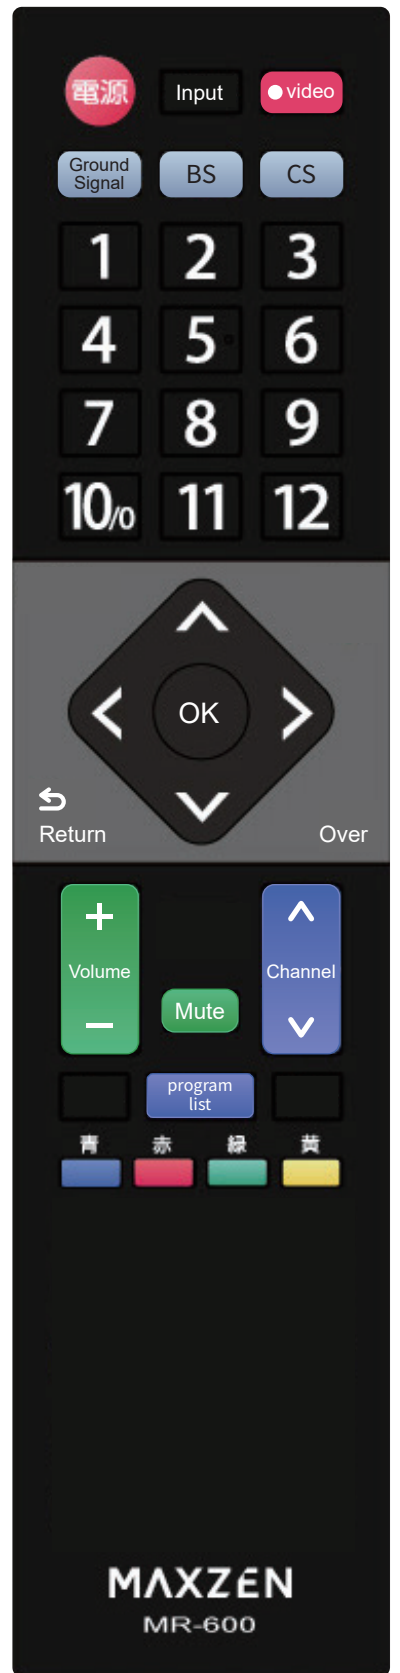 電源
Input
video
Ground
Signal
BS
CS
1
2
3
4
5
6
7
8
9
10/0
11
12
OK
Return
Over
Volume
Mute
Channel
program
list
青 赤 緑 黄
MAXZEN
MR-600